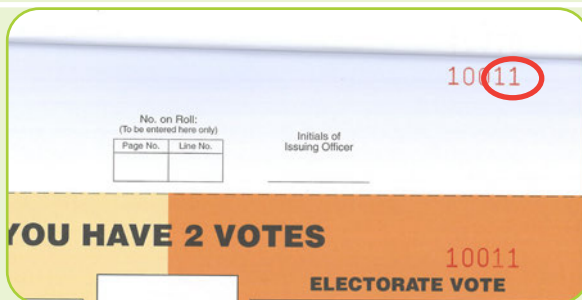 10011
No. on Roll:
(To be entered here only)
Page No. Line No.
Initials of
Issuing Officer
YOU HAVE 2 VOTES
10011
ELECTORATE VOTE